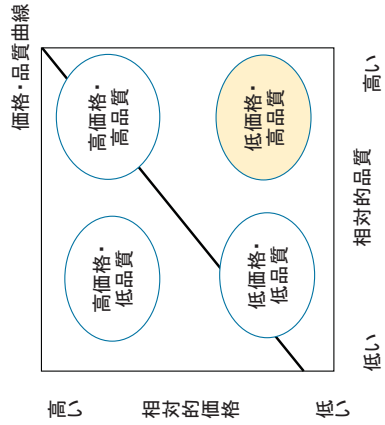 価格・品質曲線
高い
相対的価格
低い
高価格・
低品質
高価格・
高品質
低価格・
低品質
低価格・
高品質
低い
相対的品質
高い